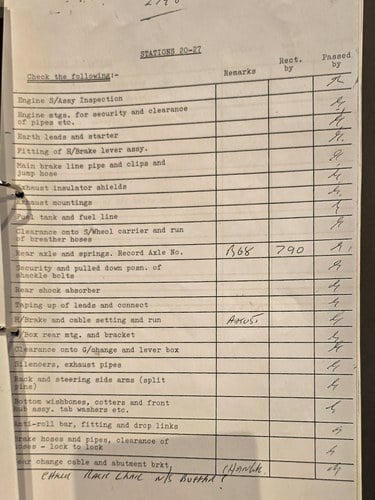 STATIONS 20-27
Check the following:-
Remarks
Rect. by
Passed by
Engine S/Assy Inspection
Engine mtgs. for security and clearance
of pipes etc.
Earth leads and starter
Fitting of H/Brake lever assy.
Main brake line pipe and clips and
jump hose
Exhaust insulator shields
Exhaust mountings
Fuel tank and fuel line
Clearance onto S/Wheel carrier and run
of breather hoses
Rear axle and springs. Record Axle No. 790
Security and pulled down posn. of
shackle bolts
Rear shock absorber
Taping up of leads and connect
H/Brake and cable setting and run
G/Box rear mtg. and bracket
Clearance onto G/change and lever box
Silencers, exhaust pipes
Rack and steering side arms (split
pins)
Bottom wishbones, cotters and front
hub assy. tab washers etc.
Anti-roll bar, fitting and drop links
Brake hoses and pipes, clearance of
hoses - lock to lock
Gear change cable and abutment brkt